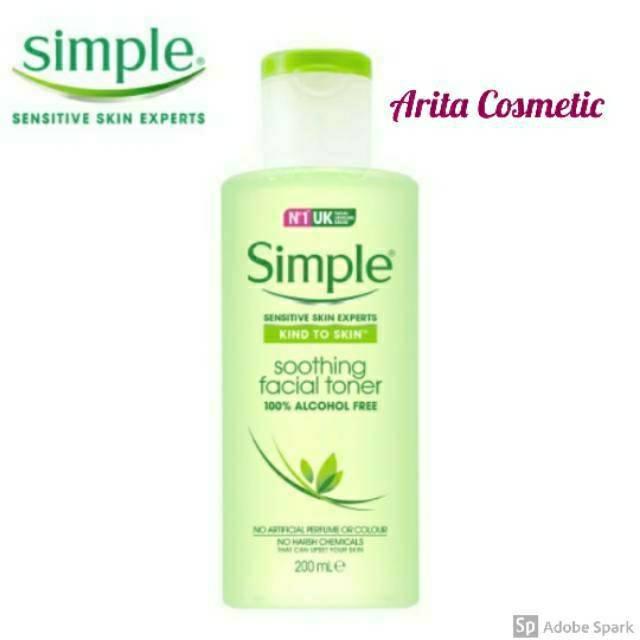 simple®
SENSITIVE SKIN EXPERTS
Arita Cosmetic
Nº1 UK
Simple®
SENSITIVE SKIN EXPERTS
KIND TO SKIN™
soothing
facial toner
100% ALCOHOL FREE
NO ARTIFICIAL PERFUME OR COLOUR
NO HARSH CHEMICALS
THAT CAN UPSET YOUR SKIN
200 mL℮
Sp Adobe Spark